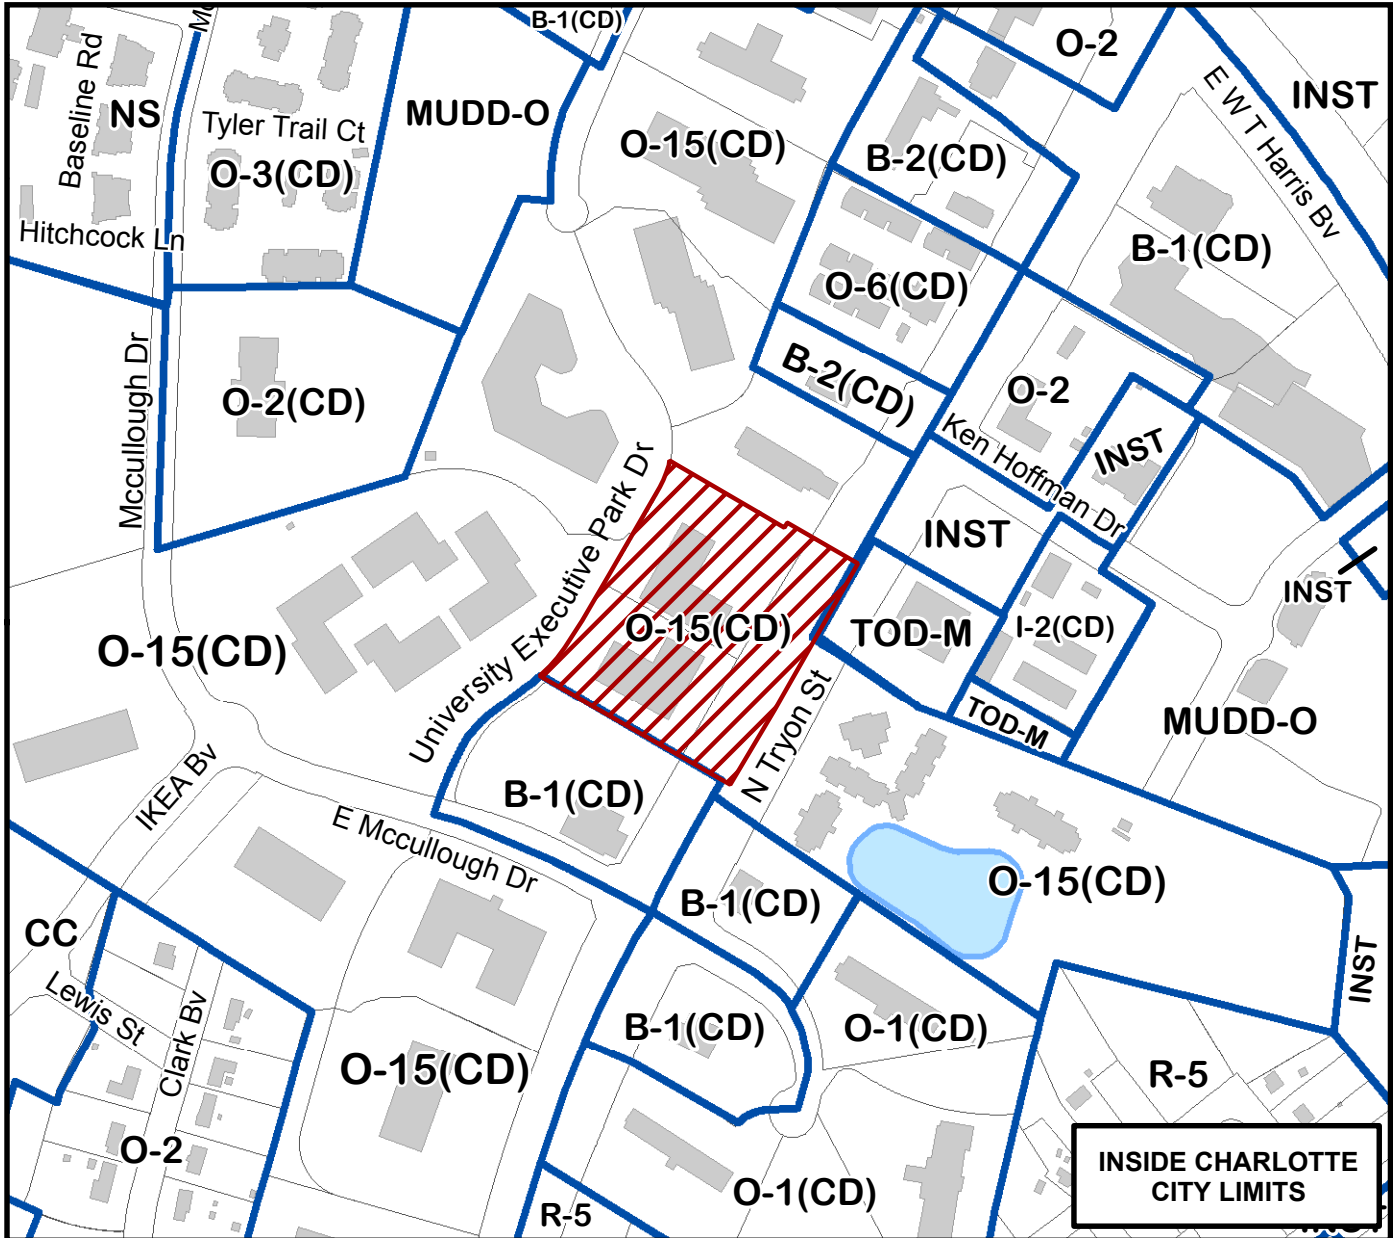 B-1(CD)
Mc
O-2
Baseline Rd
NS
Tyler Trail Ct
O-3(CD)
MUDD-O
O-15(CD)
B-2(CD)
E W T Harris Bv
INST
Hitchcock Ln
B-1(CD)
O-6(CD)
Mccullough Dr
O-2(CD)
B-2(CD)
O-2
INST
Ken Hoffman Dr
University Executive Park Dr
INST
INST
O-15(CD)
O-15(CD)
TOD-M
I-2(CD)
TOD-M
MUDD-O
N Tryon St
IKEA Bv
B-1(CD)
E Mccullough Dr
O-15(CD)
B-1(CD)
CC
Lewis St
Clark Bv
INST
B-1(CD)
O-1(CD)
O-15(CD)
R-5
O-2
O-1(CD)
R-5
INSIDE CHARLOTTE
CITY LIMITS